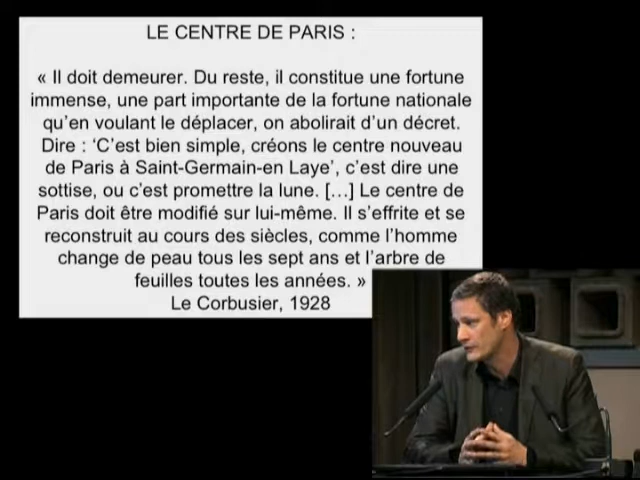 LE CENTRE DE PARIS :
« Il doit demeurer. Du reste, il constitue une fortune
immense, une part importante de la fortune nationale
qu'en voulant le déplacer, on abolirait d'un décret.
Dire : ‘C'est bien simple, créons le centre nouveau
de Paris à Saint-Germain-en Laye’, c'est dire une
sottise, ou c'est promettre la lune. […] Le centre de
Paris doit être modifié sur lui-même. Il s'effrite et se
reconstruit au cours des siècles, comme l'homme
change de peau tous les sept ans et l'arbre de
feuilles toutes les années. »
Le Corbusier, 1928